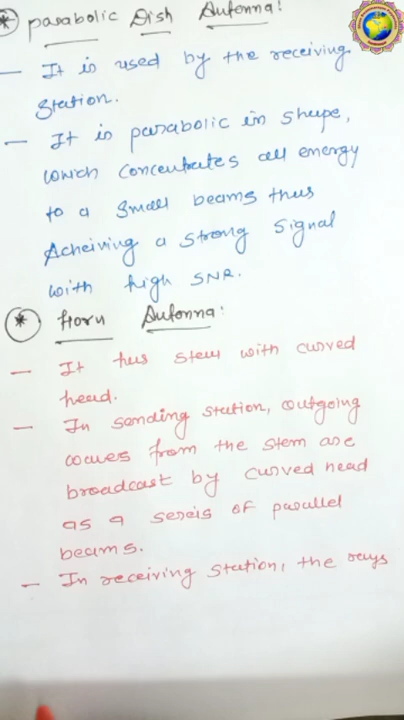 * parabolic Dish Antenna:
— It is used by the receiving
station.
— It is parabolic in shape,
which concentrates all energy
to a small beams thus
Acheiving a strong signal
with high SNR.
* Horn Antenna:
— It has stem with curved
head.
— In sending station, outgoing
waves from the stem are
broadcast by curved head
as a sereis of parallel
beams.
— In receiving station, the rays